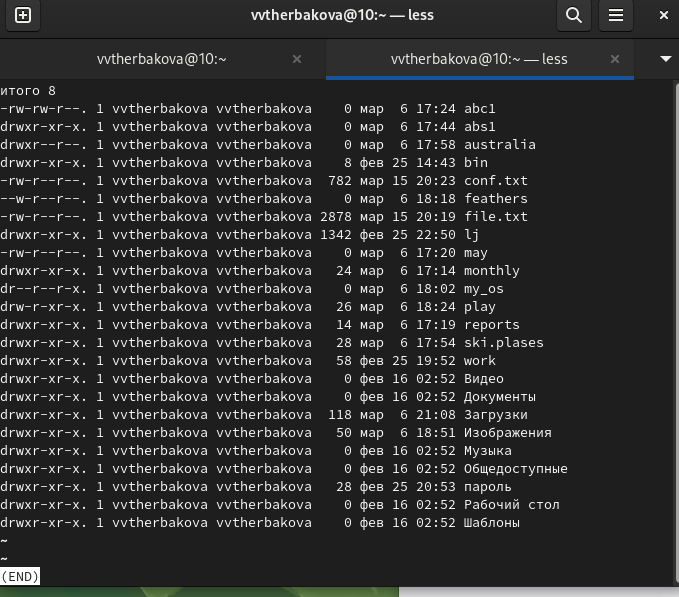 vvtherbakova@10:~ — less
vvtherbakova@10:~ vvtherbakova@10:~ — less
итого 8
-rw-rw-r--. 1 vvtherbakova vvtherbakova    0 мар  6 17:24 abc1
drwxr-xr-x. 1 vvtherbakova vvtherbakova    0 мар  6 17:44 abs1
drwxr--r--. 1 vvtherbakova vvtherbakova    0 мар  6 17:58 australia
drwxr-xr-x. 1 vvtherbakova vvtherbakova    8 фев 25 14:43 bin
-rw-r--r--. 1 vvtherbakova vvtherbakova  782 мар 15 20:23 conf.txt
--w-r--r--. 1 vvtherbakova vvtherbakova    0 мар  6 18:18 feathers
-rw-r--r--. 1 vvtherbakova vvtherbakova 2878 мар 15 20:19 file.txt
drwxr-xr-x. 1 vvtherbakova vvtherbakova 1342 фев 25 22:50 lj
-rw-r--r--. 1 vvtherbakova vvtherbakova    0 мар  6 17:20 may
drwxr-xr-x. 1 vvtherbakova vvtherbakova   24 мар  6 17:14 monthly
dr--r--r-x. 1 vvtherbakova vvtherbakova    0 мар  6 18:02 my_os
drw-r-xr-x. 1 vvtherbakova vvtherbakova   26 мар  6 18:24 play
drwxr-xr-x. 1 vvtherbakova vvtherbakova   14 мар  6 17:19 reports
drwxr-xr-x. 1 vvtherbakova vvtherbakova   28 мар  6 17:54 ski.plases
drwxr-xr-x. 1 vvtherbakova vvtherbakova   58 фев 25 19:52 work
drwxr-xr-x. 1 vvtherbakova vvtherbakova    0 фев 16 02:52 Видео
drwxr-xr-x. 1 vvtherbakova vvtherbakova    0 фев 16 02:52 Документы
drwxr-xr-x. 1 vvtherbakova vvtherbakova  118 мар  6 21:08 Загрузки
drwxr-xr-x. 1 vvtherbakova vvtherbakova   50 мар  6 18:51 Изображения
drwxr-xr-x. 1 vvtherbakova vvtherbakova    0 фев 16 02:52 Музыка
drwxr-xr-x. 1 vvtherbakova vvtherbakova    0 фев 16 02:52 Общедоступные
drwxr-xr-x. 1 vvtherbakova vvtherbakova   28 фев 25 20:53 пароль
drwxr-xr-x. 1 vvtherbakova vvtherbakova    0 фев 16 02:52 Рабочий стол
drwxr-xr-x. 1 vvtherbakova vvtherbakova    0 фев 16 02:52 Шаблоны
~
~
(END)